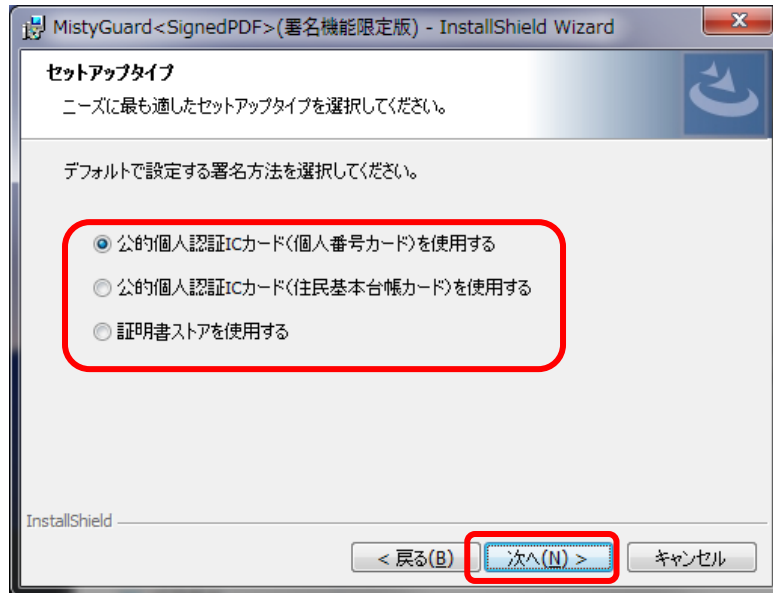 MistyGuard<SignedPDF>(署名機能限定版) - InstallShield Wizard
セットアップタイプ
ニーズに最も適したセットアップタイプを選択してください。
デフォルトで設定する署名方法を選択してください。
公的個人認証ICカード(個人番号カード)を使用する
公的個人認証ICカード(住民基本台帳カード)を使用する
証明書ストアを使用する
InstallShield
< 戻る(B) 次へ(N) > キャンセル